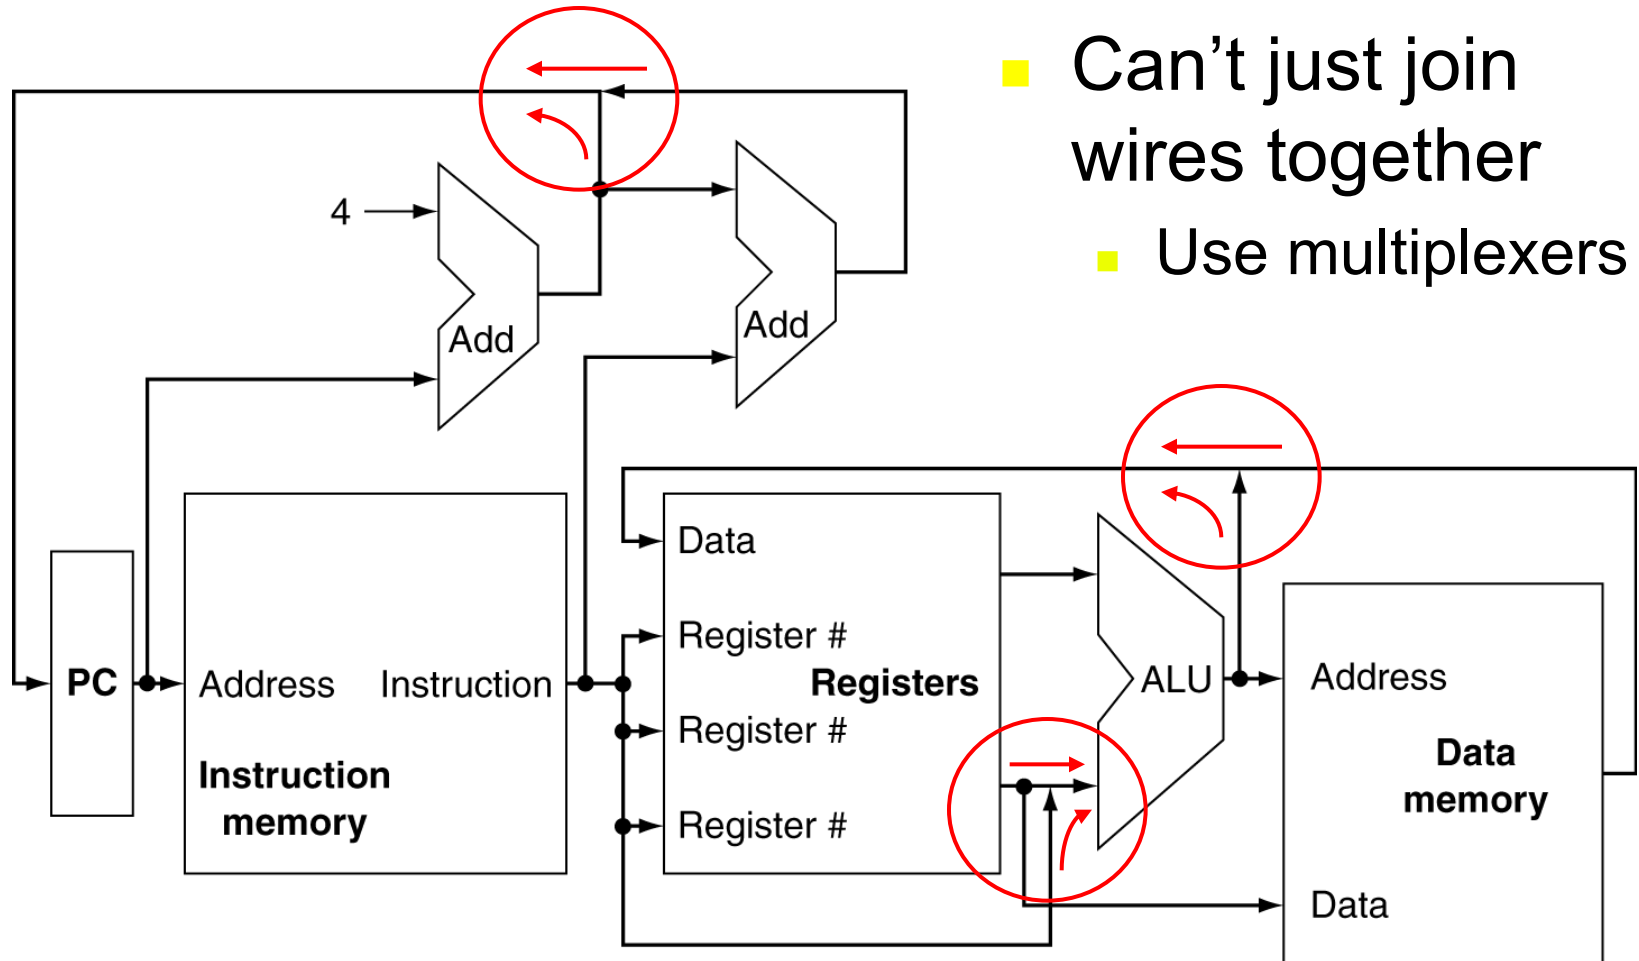 Can't just join
wires together
Use multiplexers
4
Add
Add
Data
Register #
PC
Address
Instruction
Registers
ALU
Address
Register #
Instruction
memory
Data
memory
Register #
Data